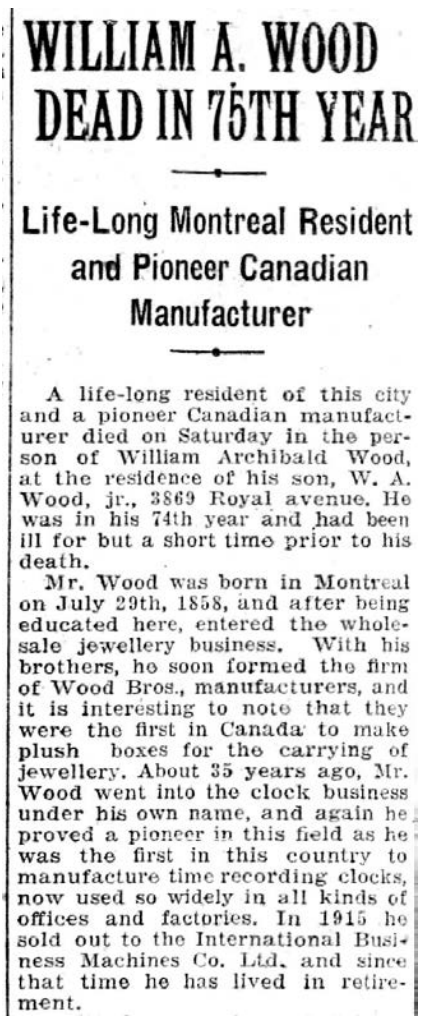 WILLIAM A. WOOD
DEAD IN 75TH YEAR
Life-Long Montreal Resident
and Pioneer Canadian
Manufacturer
A life-long resident of this city
and a pioneer Canadian manufact-
urer died on Saturday in the per-
son of William Archibald Wood,
at the residence of his son, W. A.
Wood, jr., 3869 Royal avenue. He
was in his 74th year and had been
ill for but a short time prior to his
death.
Mr. Wood was born in Montreal
on July 29th, 1858, and after being
educated here, entered the whole-
sale jewellery business. With his
brothers, he soon formed the firm
of Wood Bros., manufacturers, and
it is interesting to note that they
were the first in Canada to make
plush boxes for the carrying of
jewellery. About 35 years ago, Mr.
Wood went into the clock business
under his own name, and again he
proved a pioneer in this field as he
was the first in this country to
manufacture time recording clocks,
now used so widely in all kinds of
offices and factories. In 1915 he
sold out to the International Busi-
ness Machines Co. Ltd. and since
that time he has lived in retire-
ment.